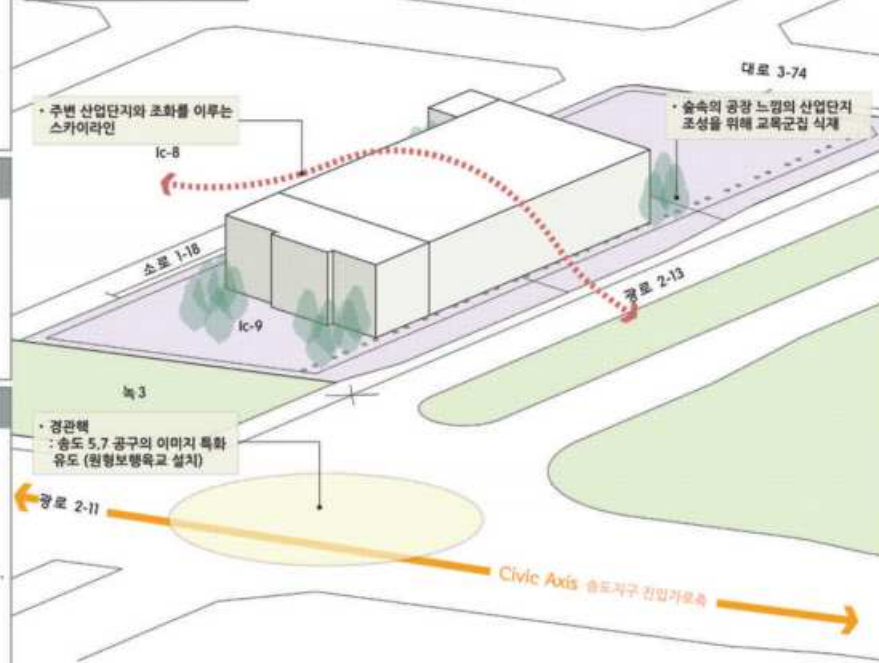 대로 3-74
• 주변 산업단지와 조화를 이루는
스카이라인
• 숲속의 공장 느낌의 산업단지
조성을 위해 교목군집 식재
Ic-8
소로 1-18
광로 2-13
Ic-9
녹3
• 경관핵
: 송도 5.7 공구의 이미지 특화
유도 (원형보행육교 설치)
광로 2-11
Civic Axis 송도지구 진입가로축